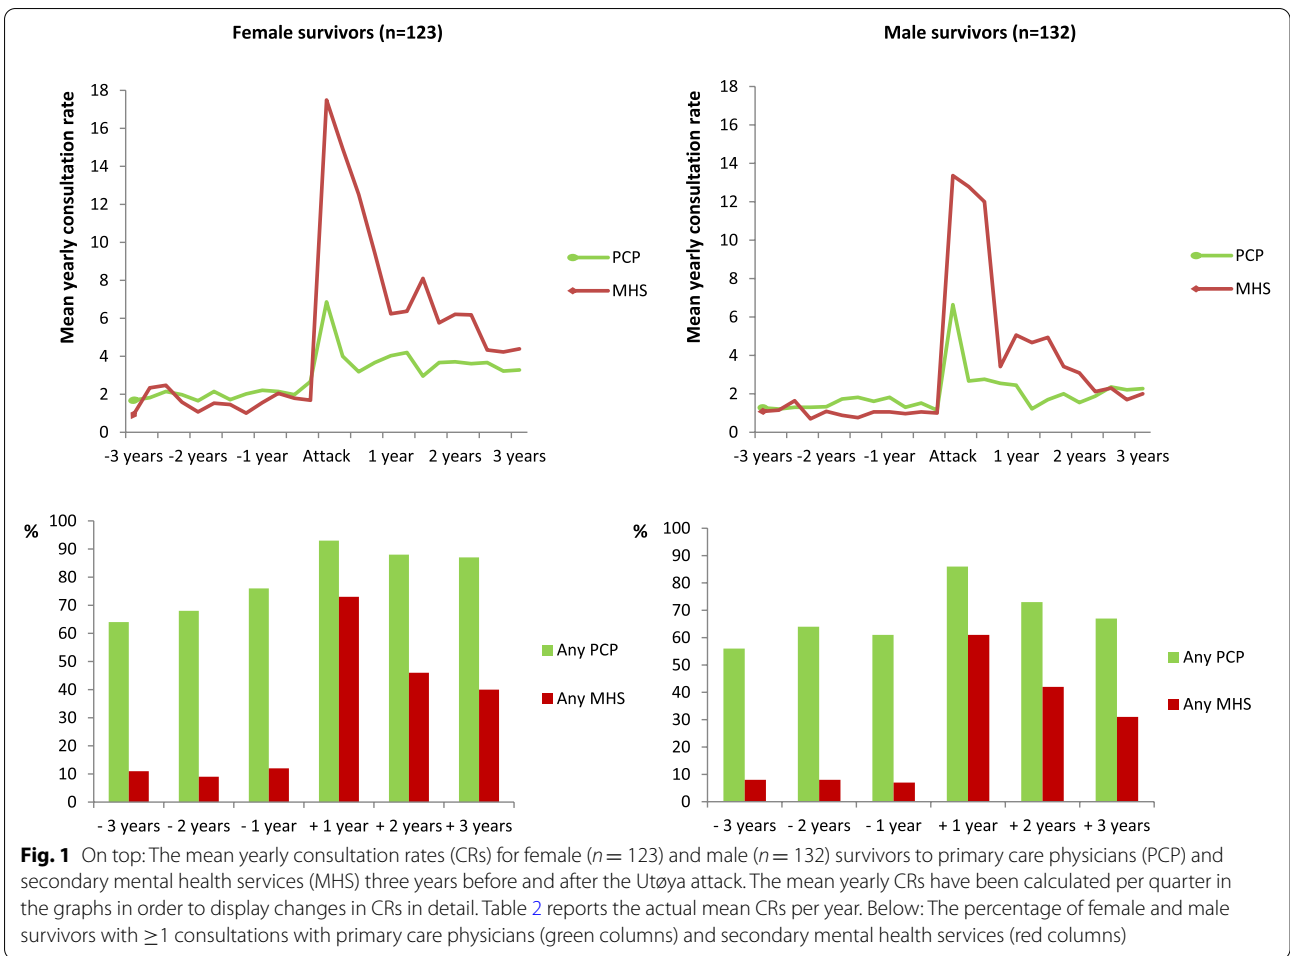 Female survivors (n=123)
Male survivors (n=132)
Mean yearly consultation rate
18
16
14
12
10
8
6
4
2
0
-3 years -2 years -1 year Attack 1 year 2 years 3 years
PCP
MHS
Mean yearly consultation rate
18
16
14
12
10
8
6
4
2
0
-3 years -2 years -1 year Attack 1 year 2 years 3 years
PCP
MHS
%
100
90
80
70
60
50
40
30
20
10
0
- 3 years - 2 years - 1 year + 1 year + 2 years + 3 years
Any PCP
Any MHS
%
100
90
80
70
60
50
40
30
20
10
0
- 3 years - 2 years - 1 year + 1 year + 2 years + 3 years
Any PCP
Any MHS
Fig. 1 On top: The mean yearly consultation rates (CRs) for female (n = 123) and male (n = 132) survivors to primary care physicians (PCP) and
secondary mental health services (MHS) three years before and after the Utøya attack. The mean yearly CRs have been calculated per quarter in
the graphs in order to display changes in CRs in detail. Table 2 reports the actual mean CRs per year. Below: The percentage of female and male
survivors with ≥1 consultations with primary care physicians (green columns) and secondary mental health services (red columns)